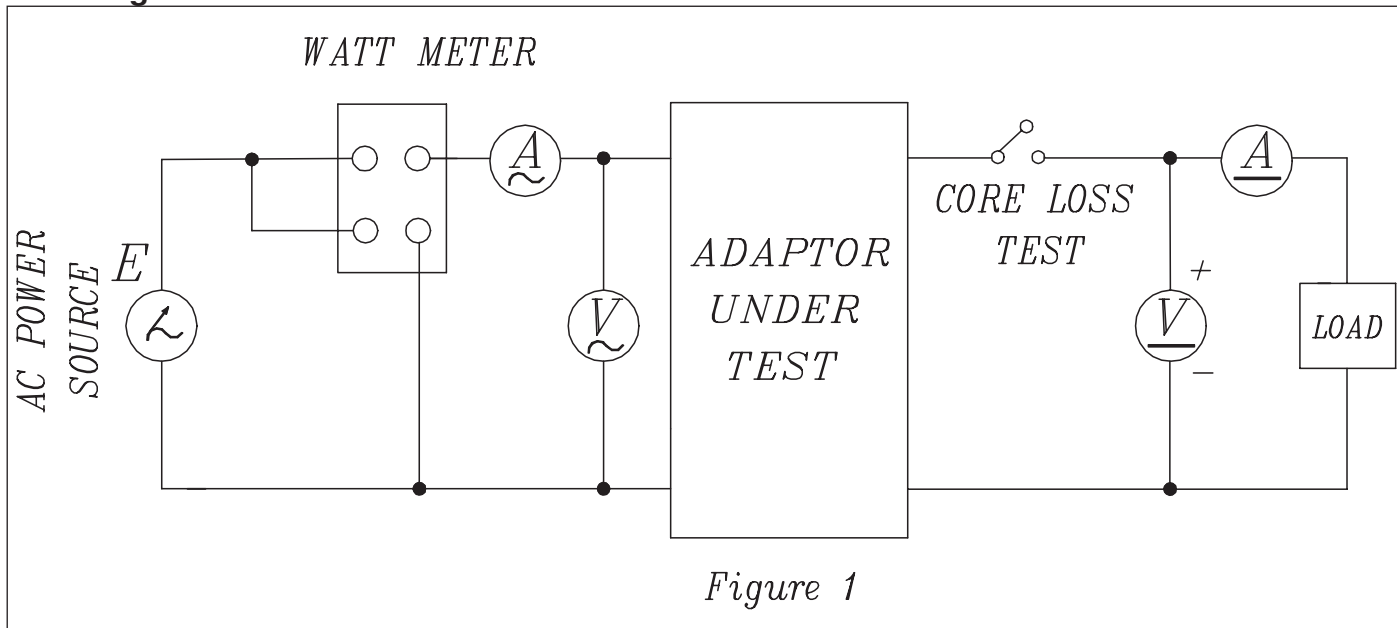 WATT METER
AC POWER
SOURCE
E
A
V
ADAPTOR
UNDER
TEST
CORE LOSS
TEST
A
V
+
−
LOAD
Figure 1